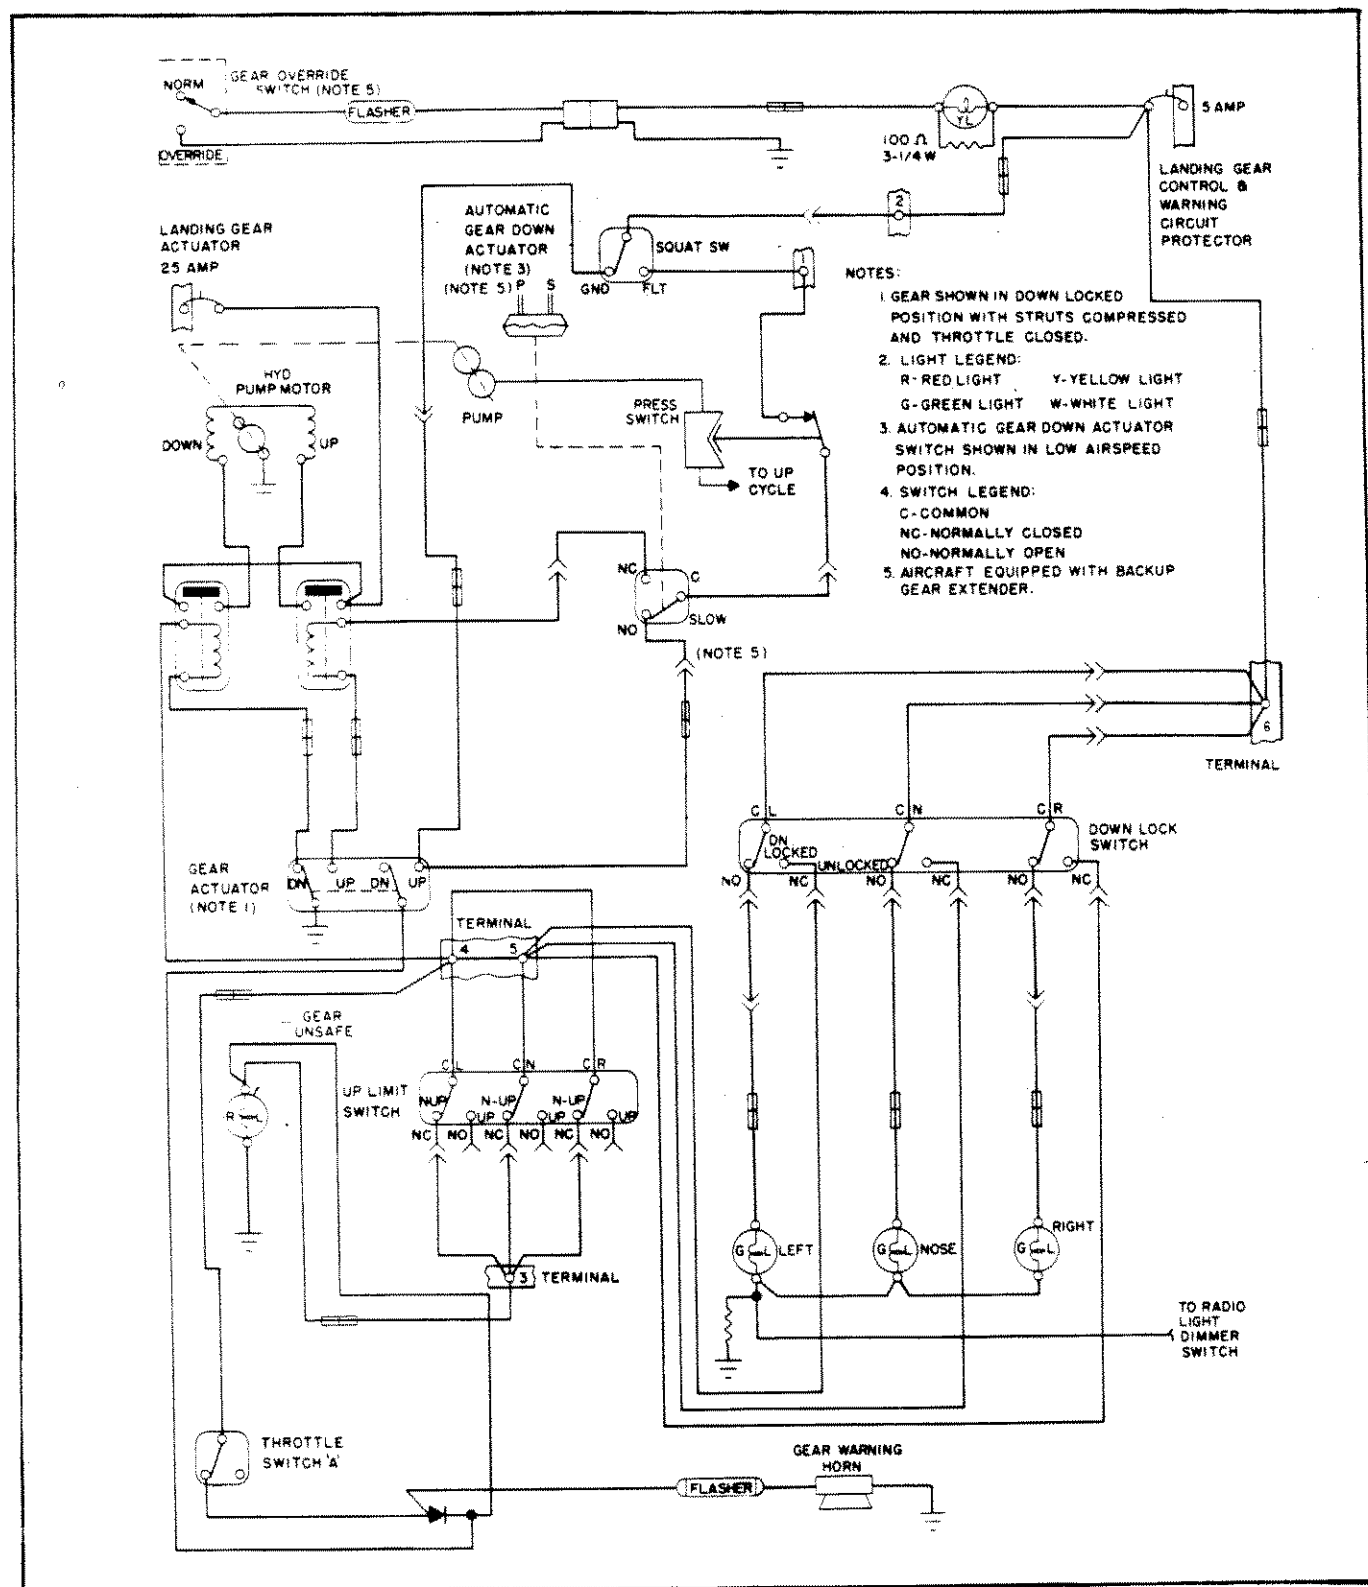 NORM
GEAR OVERRIDE
SWITCH (NOTE 5)
FLASHER
OVERRIDE
YL
100 Ω
3-1/4 W
5 AMP
LANDING GEAR
CONTROL &
WARNING
CIRCUIT
PROTECTOR
2
LANDING GEAR
ACTUATOR
25 AMP
AUTOMATIC
GEAR DOWN
ACTUATOR
(NOTE 3)
(NOTE 5)
P
S
SQUAT SW
GND
FLT
NOTES:
1. GEAR SHOWN IN DOWN LOCKED
POSITION WITH STRUTS COMPRESSED
AND THROTTLE CLOSED.
2. LIGHT LEGEND:
R-RED LIGHT Y-YELLOW LIGHT
G-GREEN LIGHT W-WHITE LIGHT
3. AUTOMATIC GEAR DOWN ACTUATOR
SWITCH SHOWN IN LOW AIRSPEED
POSITION.
4. SWITCH LEGEND:
C-COMMON
NC-NORMALLY CLOSED
NO-NORMALLY OPEN
5. AIRCRAFT EQUIPPED WITH BACKUP
GEAR EXTENDER.
HYD
PUMP MOTOR
DOWN
UP
PUMP
PRESS
SWITCH
TO UP
CYCLE
NC
C
NO
SLOW
(NOTE 5)
6
TERMINAL
C L
C N
C R
DN
LOCKED
UNLOCKED
DOWN LOCK
SWITCH
NO
NC
NO
NC
NO
NC
GEAR
ACTUATOR
(NOTE 1)
DN
UP
DN
UP
TERMINAL
4
5
GEAR
UNSAFE
R L
UP LIMIT
SWITCH
C L
C N
C R
NUP
UP
N-UP
UP
N-UP
UP
NC
NO
NC
NO
NC
NO
3 TERMINAL
G L LEFT
G L NOSE
G L RIGHT
TO RADIO
LIGHT
DIMMER
SWITCH
THROTTLE
SWITCH 'A'
GEAR WARNING
HORN
FLASHER